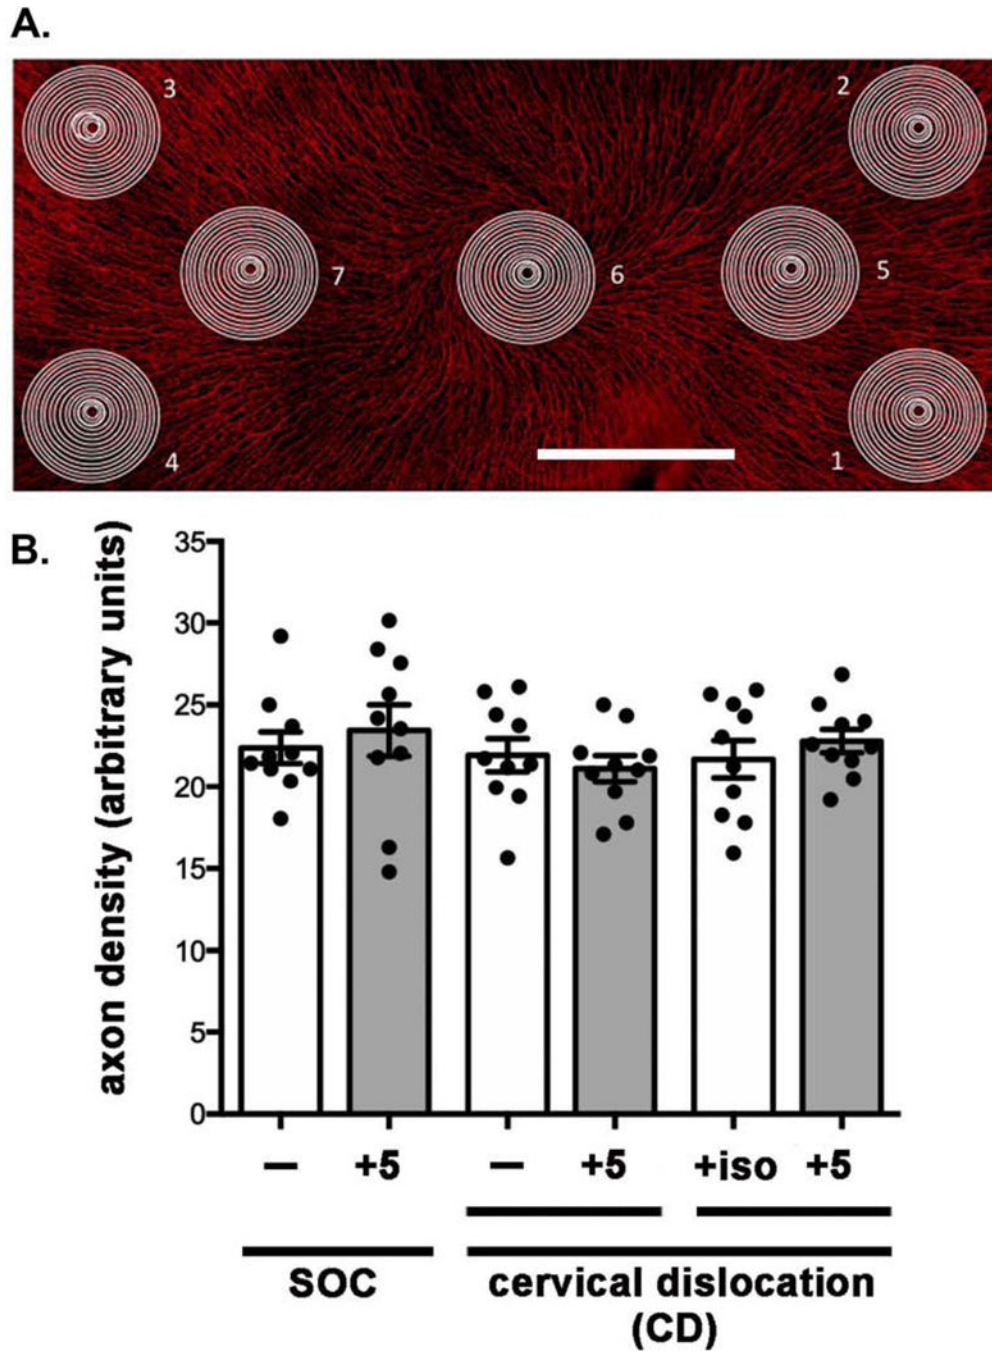 A.
3
2
7
6
5
4
1
B.
axon density (arbitrary units)
35
30
25
20
15
10
5
0
— +5 — +5 +iso +5
SOC
cervical dislocation
(CD)